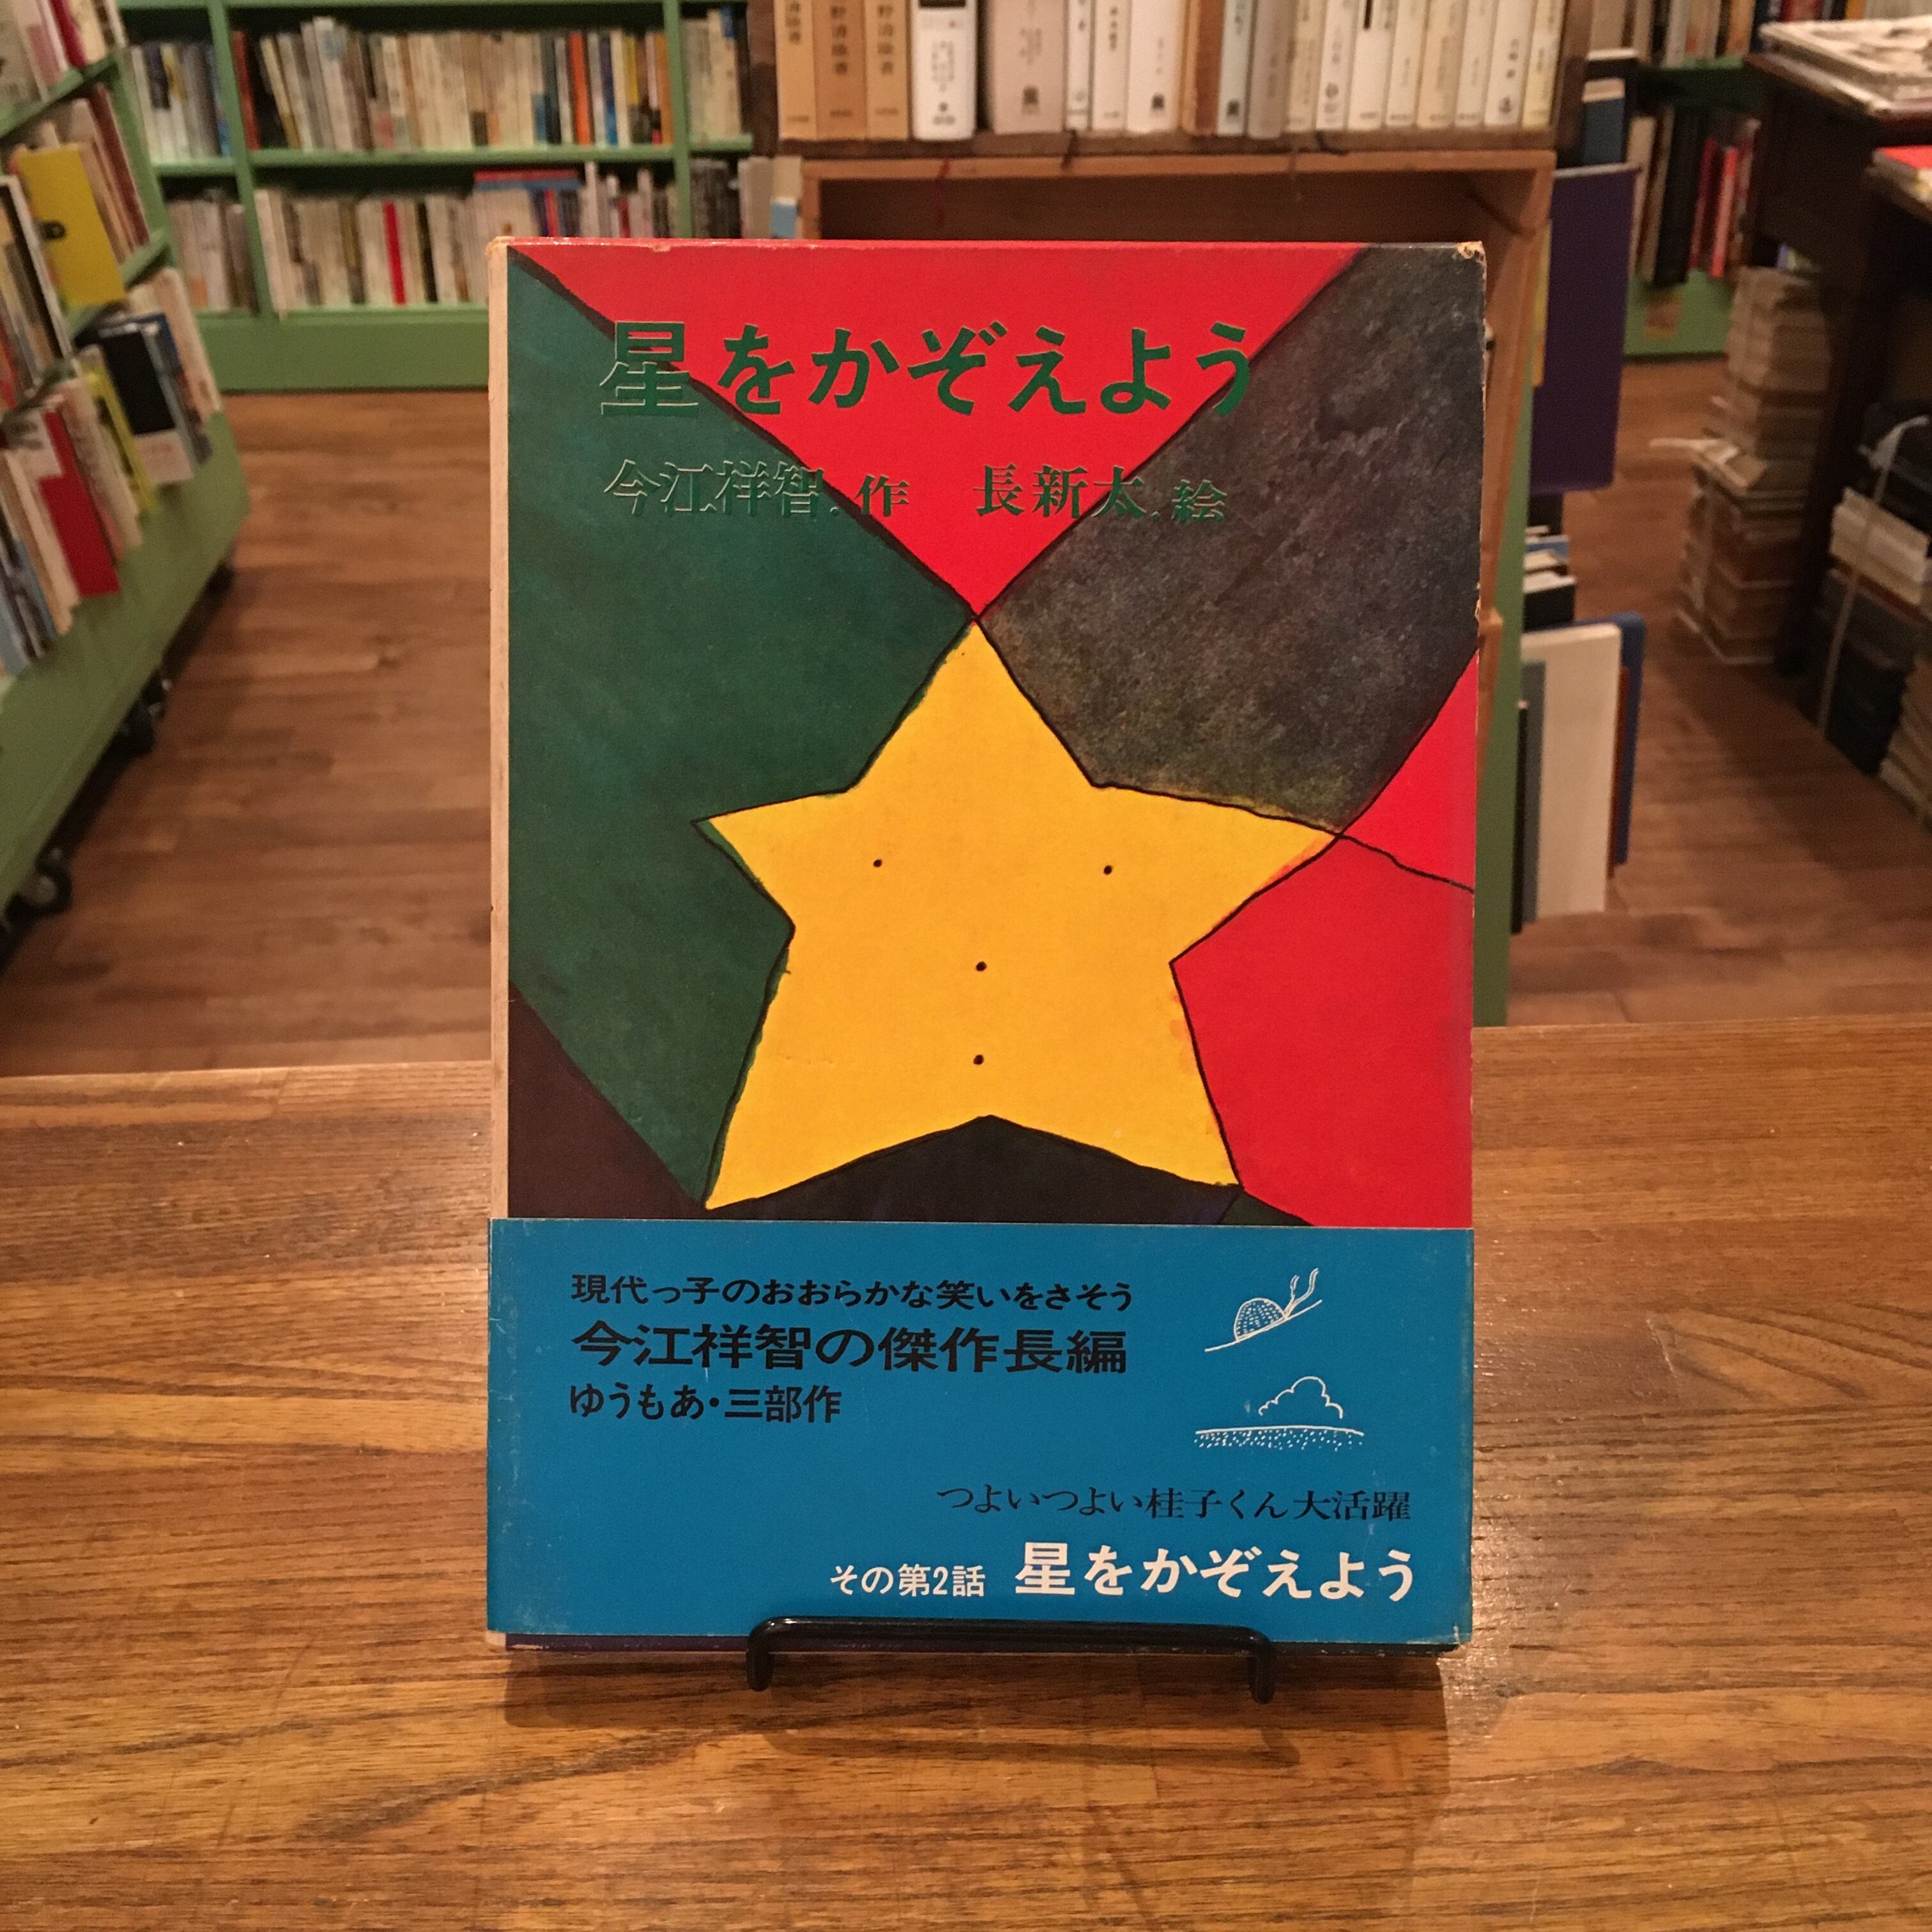 星をかぞえよう
今江祥智.作 長新太.絵
現代っ子のおおらかな笑いをさそう
今江祥智の傑作長編
ゆうもあ・三部作
つよいつよい桂子くん大活躍
その第2話 星をかぞえよう